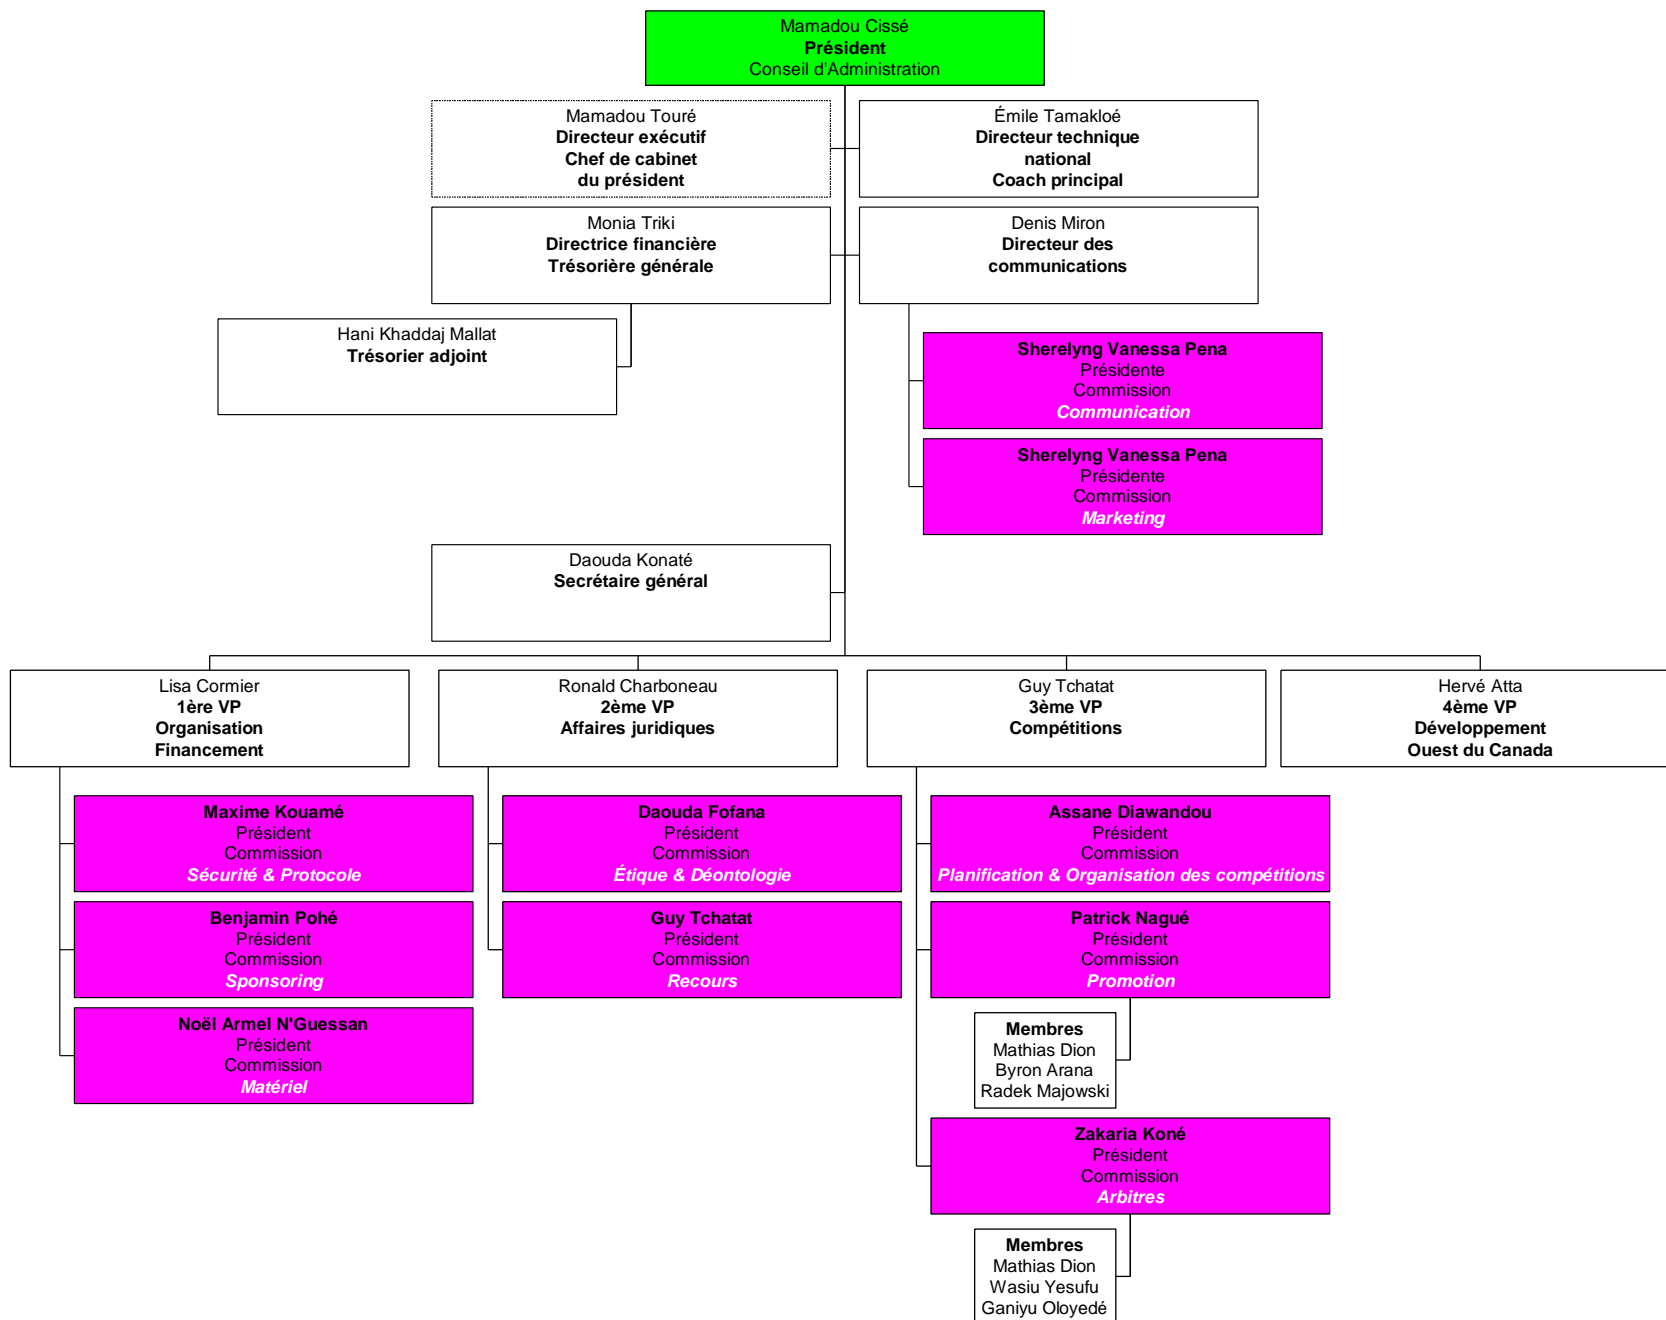 Mamadou Cissé
Président
Conseil d'Administration
Mamadou Touré
Directeur exécutif
Chef de cabinet
du président
Émile Tamakloé
Directeur technique
national
Coach principal
Monia Triki
Directrice financière
Trésorière générale
Denis Miron
Directeur des
communications
Hani Khaddaj Mallat
Trésorier adjoint
Sherelyng Vanessa Pena
Présidente
Commission
Communication
Sherelyng Vanessa Pena
Présidente
Commission
Marketing
Daouda Konaté
Secrétaire général
Lisa Cormier
1ère VP
Organisation
Financement
Ronald Charboneau
2ème VP
Affaires juridiques
Guy Tchatat
3ème VP
Compétitions
Hervé Atta
4ème VP
Développement
Ouest du Canada
Maxime Kouamé
Président
Commission
Sécurité & Protocole
Daouda Fofana
Président
Commission
Étique & Déontologie
Assane Diawandou
Président
Commission
Planification & Organisation des compétitions
Benjamin Pohé
Président
Commission
Sponsoring
Guy Tchatat
Président
Commission
Recours
Patrick Nagué
Président
Commission
Promotion
Noël Armel N'Guessan
Président
Commission
Matériel
Membres
Mathias Dion
Byron Arana
Radek Majowski
Zakaria Koné
Président
Commission
Arbitres
Membres
Mathias Dion
Wasiu Yesufu
Ganiyu Oloyedé